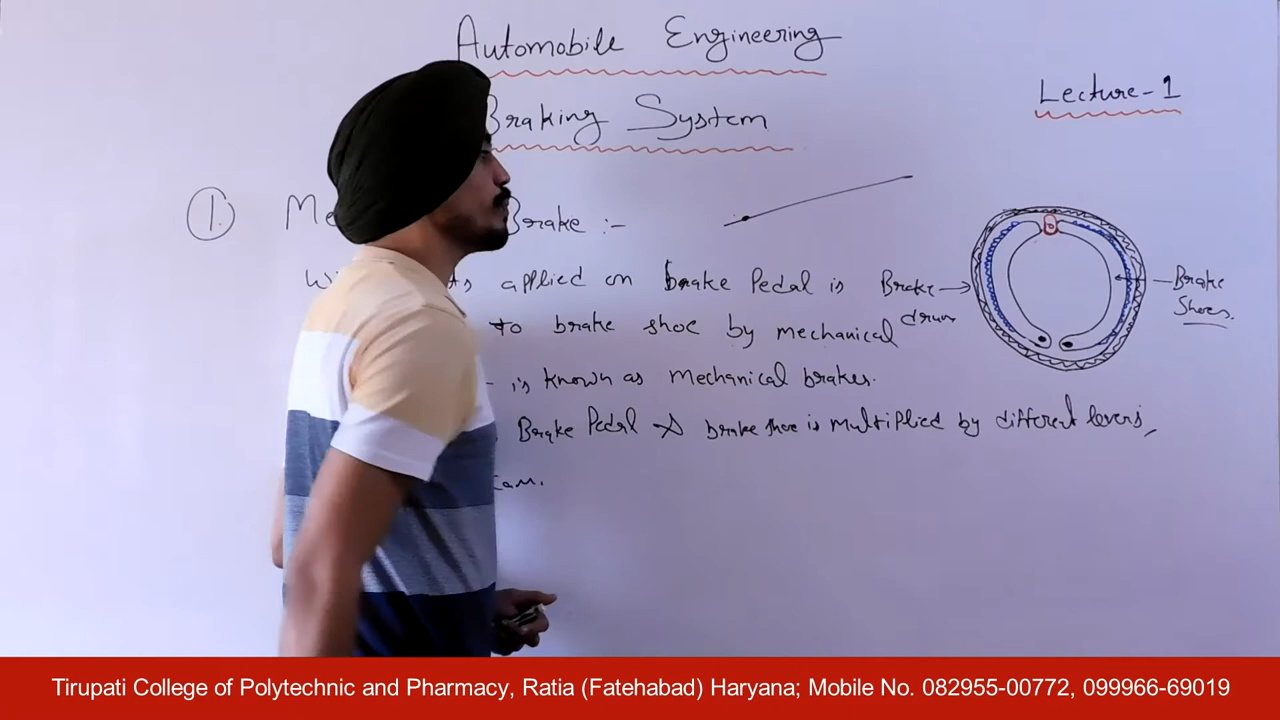 Automobile Engineering
Braking System
Lecture-1
1. Me Brake :-
applied on brake Pedal is
to brake shoe by mechanical
is known as Mechanical brakes.
Brake Pedal & brake shoe is multiplied by different levers,
Cam.
Brake drum
Brake Shoes.
Tirupati College of Polytechnic and Pharmacy, Ratia (Fatehabad) Haryana; Mobile No. 082955-00772, 099966-69019